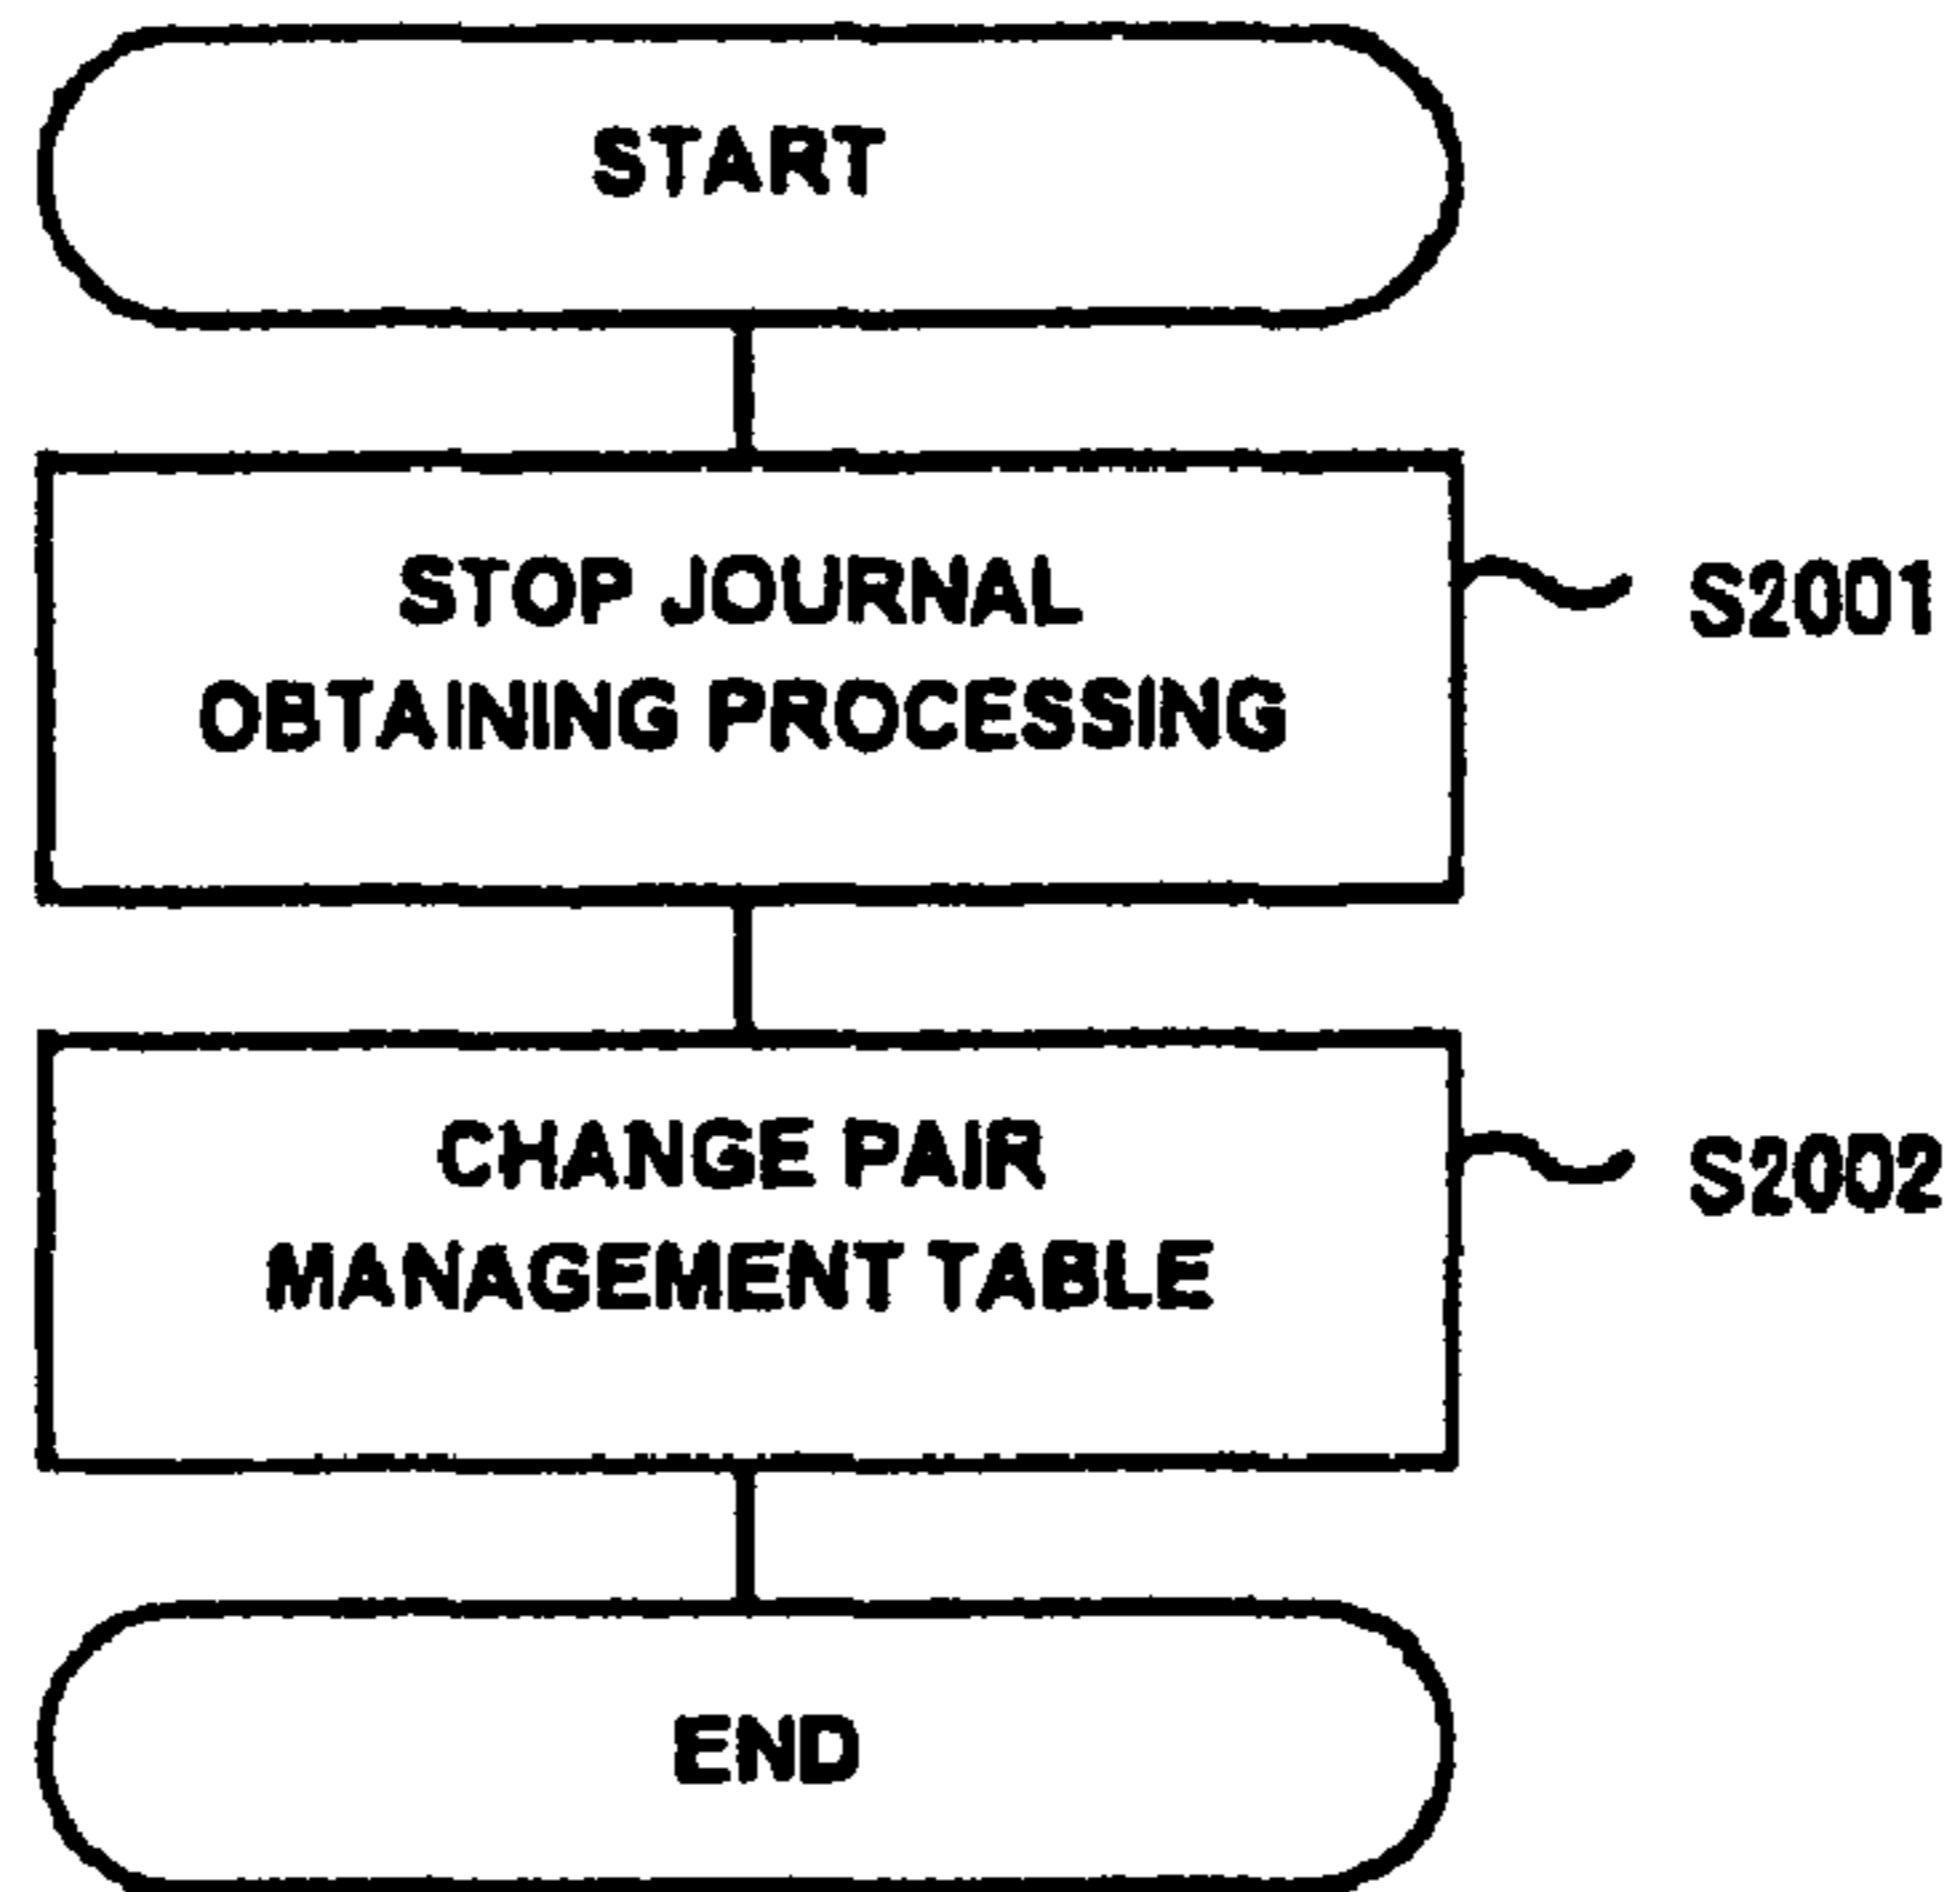 START
STOP JOURNAL
OBTAINING PROCESSING
S2001
CHANGE PAIR
MANAGEMENT TABLE
S2002
END